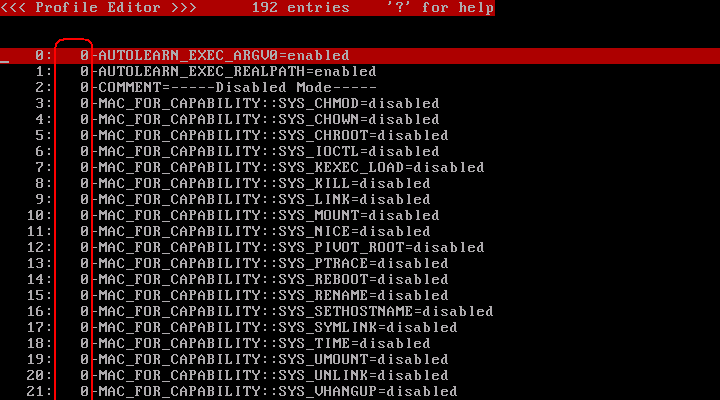 <<< Profile Editor >>>      192 entries    '?' for help
0:    0-AUTOLEARN_EXEC_ARGV0=enabled
1:    0-AUTOLEARN_EXEC_REALPATH=enabled
2:    0-COMMENT=-----Disabled Mode-----
3:    0-MAC_FOR_CAPABILITY::SYS_CHMOD=disabled
4:    0-MAC_FOR_CAPABILITY::SYS_CHOWN=disabled
5:    0-MAC_FOR_CAPABILITY::SYS_CHROOT=disabled
6:    0-MAC_FOR_CAPABILITY::SYS_IOCTL=disabled
7:    0-MAC_FOR_CAPABILITY::SYS_KEXEC_LOAD=disabled
8:    0-MAC_FOR_CAPABILITY::SYS_KILL=disabled
9:    0-MAC_FOR_CAPABILITY::SYS_LINK=disabled
10:    0-MAC_FOR_CAPABILITY::SYS_MOUNT=disabled
11:    0-MAC_FOR_CAPABILITY::SYS_NICE=disabled
12:    0-MAC_FOR_CAPABILITY::SYS_PIVOT_ROOT=disabled
13:    0-MAC_FOR_CAPABILITY::SYS_PTRACE=disabled
14:    0-MAC_FOR_CAPABILITY::SYS_REBOOT=disabled
15:    0-MAC_FOR_CAPABILITY::SYS_RENAME=disabled
16:    0-MAC_FOR_CAPABILITY::SYS_SETHOSTNAME=disabled
17:    0-MAC_FOR_CAPABILITY::SYS_SYMLINK=disabled
18:    0-MAC_FOR_CAPABILITY::SYS_TIME=disabled
19:    0-MAC_FOR_CAPABILITY::SYS_UMOUNT=disabled
20:    0-MAC_FOR_CAPABILITY::SYS_UNLINK=disabled
21:    0-MAC_FOR_CAPABILITY::SYS_VHANGUP=disabled